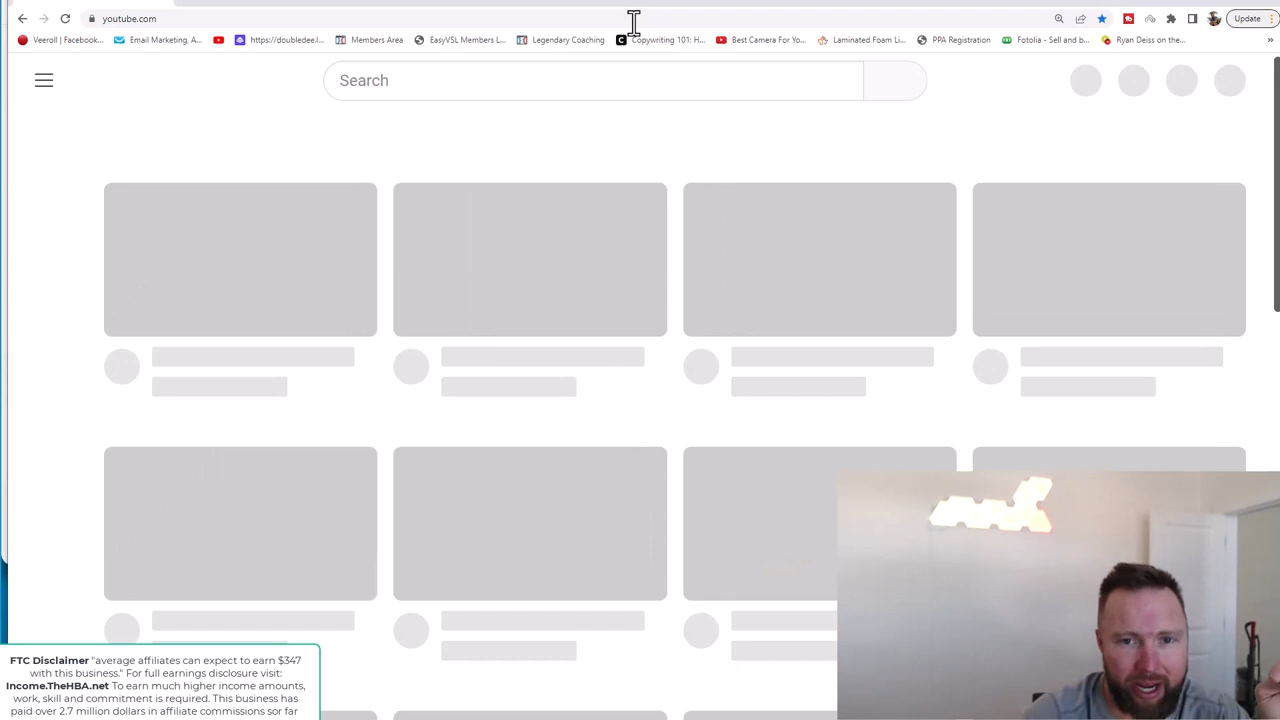 youtube.com
Update
Veeroll | Facebook...
Email Marketing, A...
https://doubledee.l...
Members Area
EasyVSL Members L...
Legendary Coaching
Copywriting 101: H...
Best Camera For Yo...
Laminated Foam Li...
PPA Registration
Fotolia - Sell and b...
Ryan Deiss on the...
Search
FTC Disclaimer "average affiliates can expect to earn $347
with this business." For full earnings disclosure visit:
Income.TheHBA.net To earn much higher income amounts,
work, skill and commitment is required. This business has
paid over 2.7 million dollars in affiliate commissions sor far